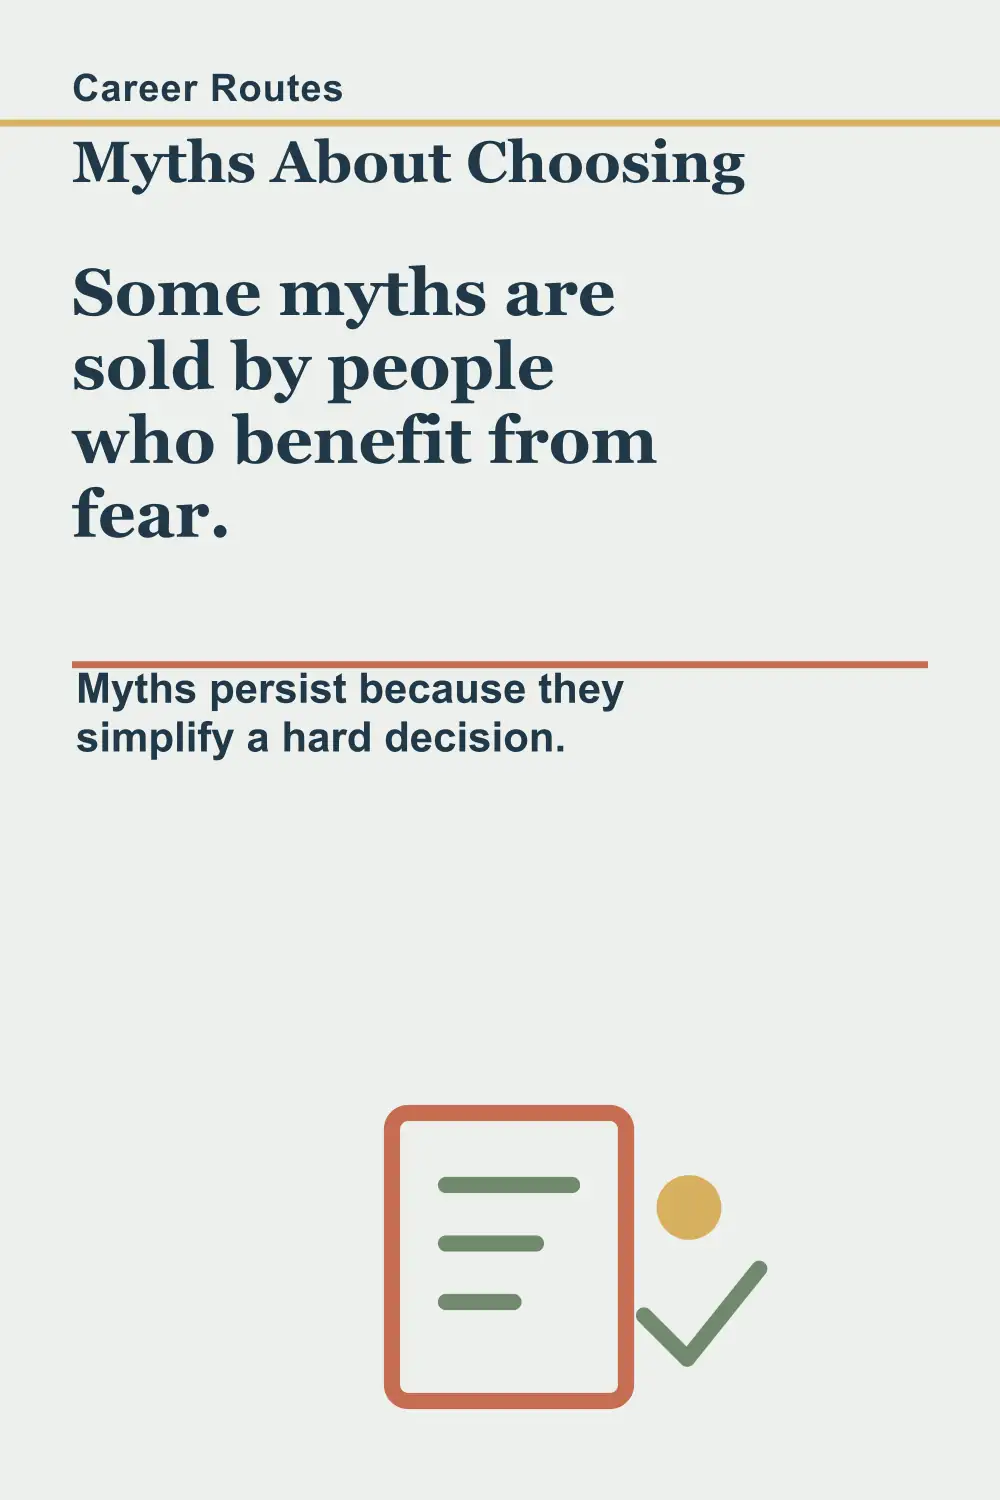 Career Routes
Myths About Choosing
Some myths are
sold by people
who benefit from
fear.
Myths persist because they
simplify a hard decision.